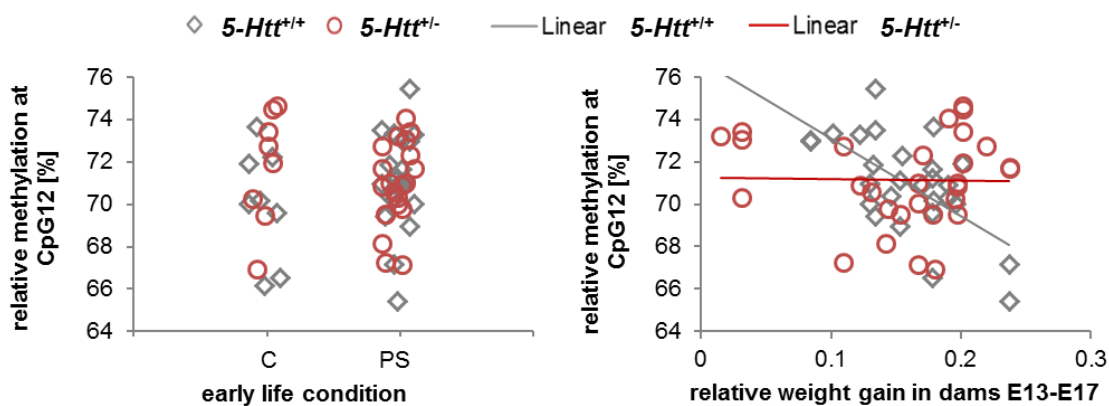 5-Htt+/+ 5-Htt+/- Linear 5-Htt+/+ Linear 5-Htt+/-
relative methylation at
CpG12 [%]
76
74
72
70
68
66
64
C PS
early life condition
relative methylation at
CpG12 [%]
76
74
72
70
68
66
64
0 0.1 0.2 0.3
relative weight gain in dams E13-E17